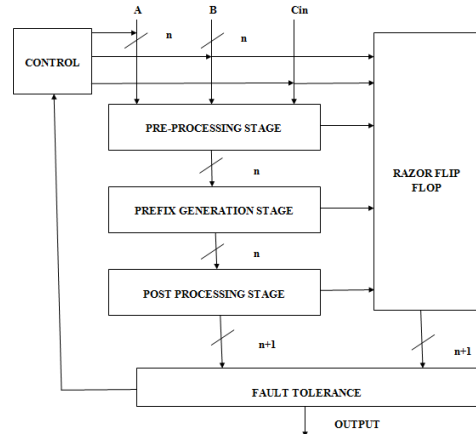 A B Cin
n n
CONTROL
PRE-PROCESSING STAGE
n
RAZOR FLIP
FLOP
PREFIX GENERATION STAGE
n
POST PROCESSING STAGE
n+1 n+1
FAULT TOLERANCE
OUTPUT